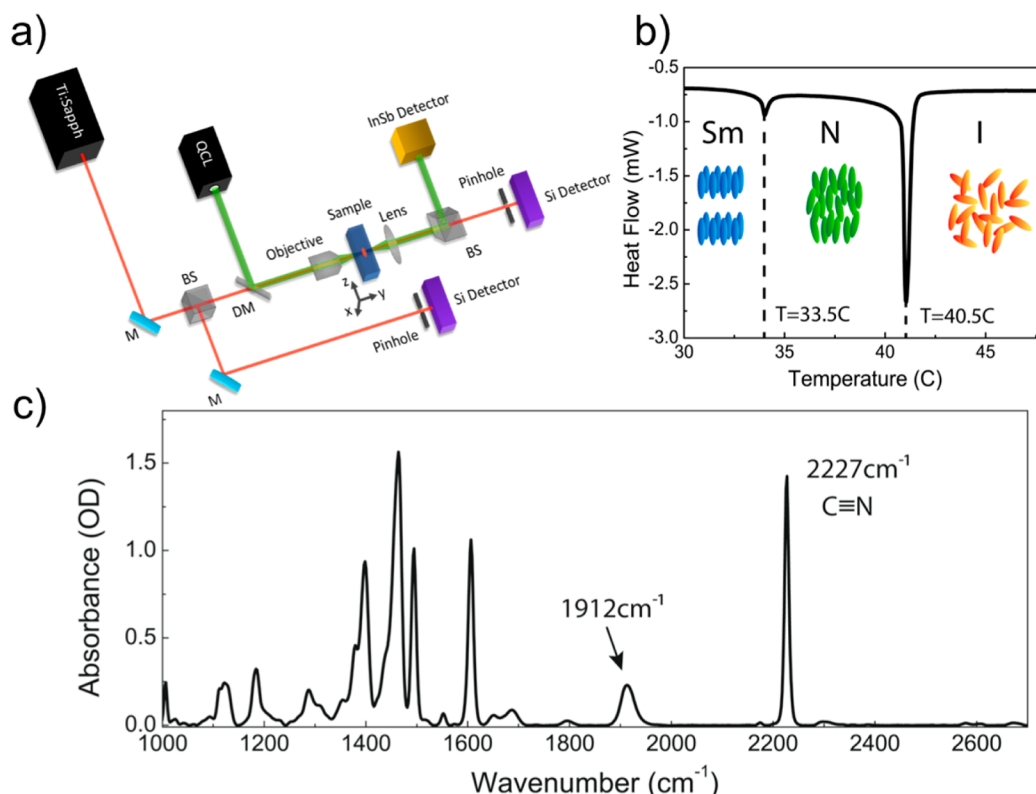 a)
Ti:Sapph
QCL
InSb Detector
Pinhole
Si Detector
Sample
Lens
Objective
BS
BS
DM
z
y
x
M
Si Detector
Pinhole
M
b)
-0.5
-1.0
-1.5
-2.0
-2.5
-3.0
Heat Flow (mW)
Sm
N
I
T=33.5C
T=40.5C
30
35
40
45
Temperature (C)
c)
1.5
1.0
0.5
0.0
Absorbance (OD)
2227cm⁻¹
C≡N
1912cm⁻¹
1000
1200
1400
1600
1800
2000
2200
2400
2600
Wavenumber (cm⁻¹)